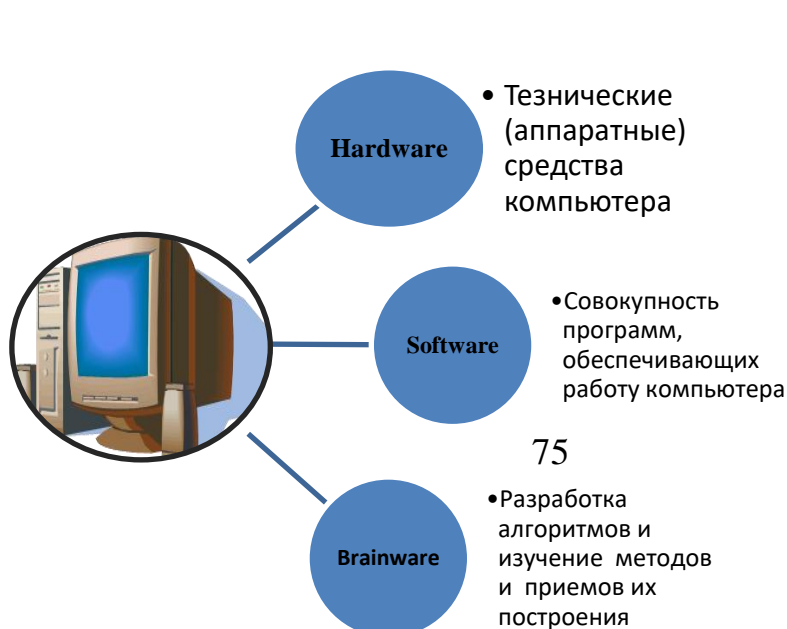 Hardware
• Тезнические
(аппаратные)
средства
компьютера
Software
•Совокупность
программ,
обеспечивающих
работу компьютера
75
Brainware
•Разработка
алгоритмов и
изучение методов
и приемов их
построения